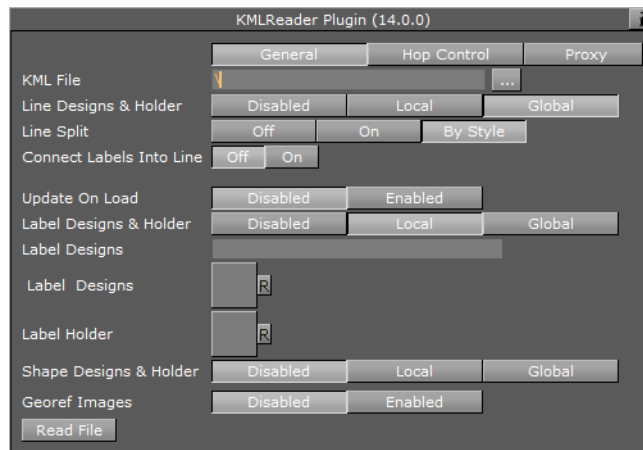 KMLReader Plugin (14.0.0)
General Hop Control Proxy
KML File \ ...
Line Designs & Holder Disabled Local Global
Line Split Off On By Style
Connect Labels Into Line Off On
Update On Load Disabled Enabled
Label Designs & Holder Disabled Local Global
Label Designs
Label Designs R
Label Holder R
Shape Designs & Holder Disabled Local Global
Georef Images Disabled Enabled
Read File